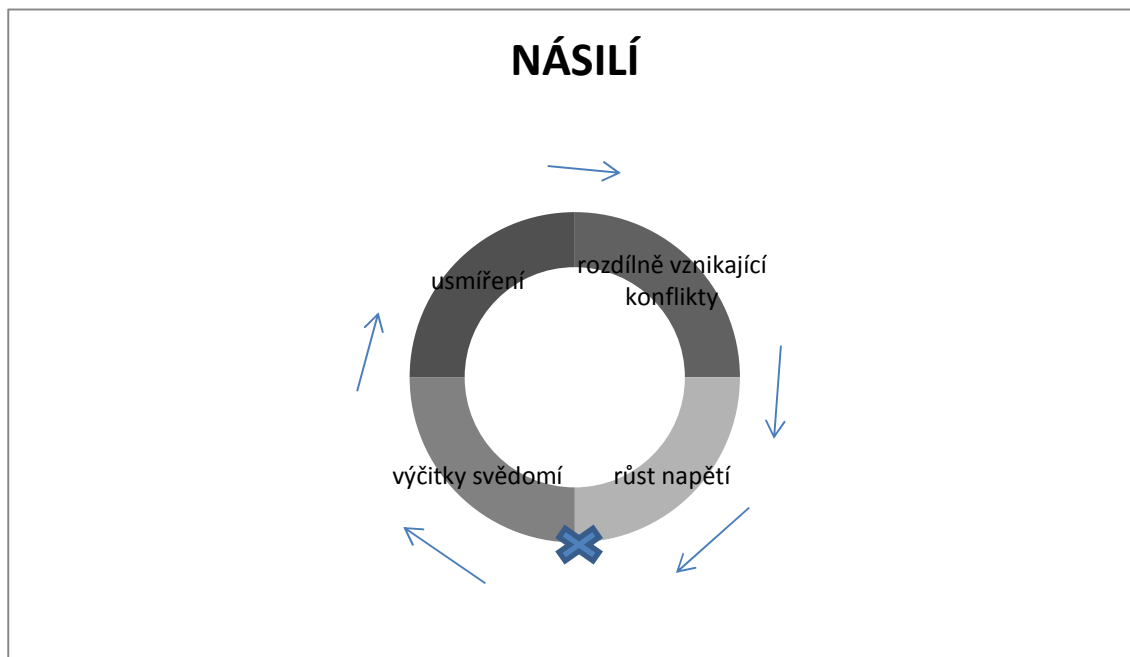 NÁSILÍ
usmíření
rozdílně vznikající
konflikty
výčitky svědomí
růst napětí